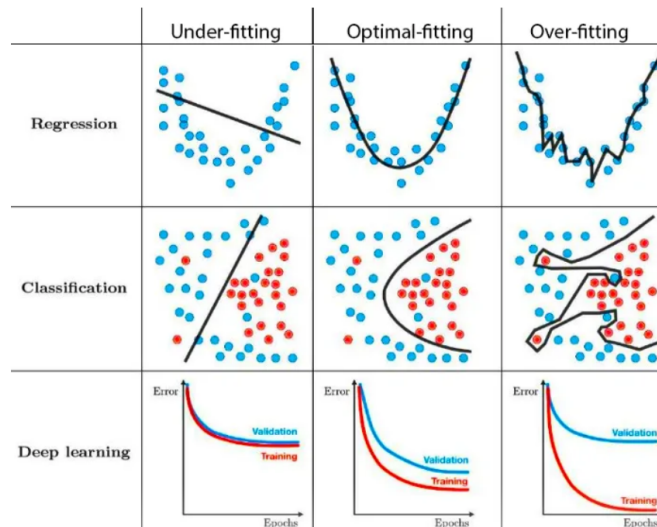 Under-fitting Optimal-fitting Over-fitting
Regression
Classification
Deep learning
Error Validation Training Epochs
Error Validation Training Epochs
Error Validation Training Epochs